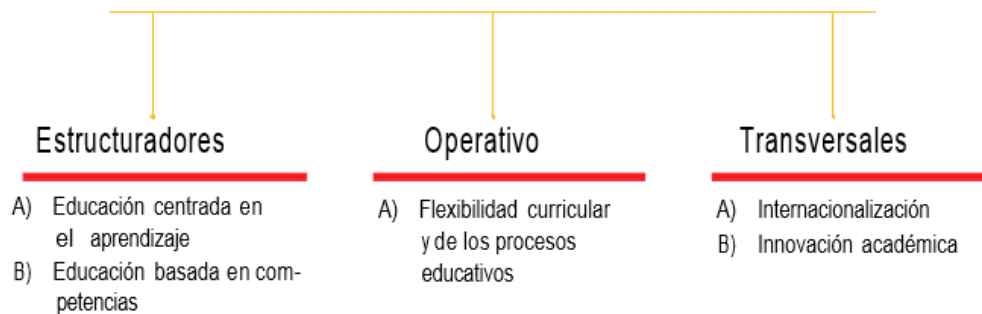 Estructuradores
A) Educación centrada en
el aprendizaje
B) Educación basada en com-
petencias
Operativo
A) Flexibilidad curricular
y de los procesos
educativos
Transversales
A) Internacionalización
B) Innovación académica